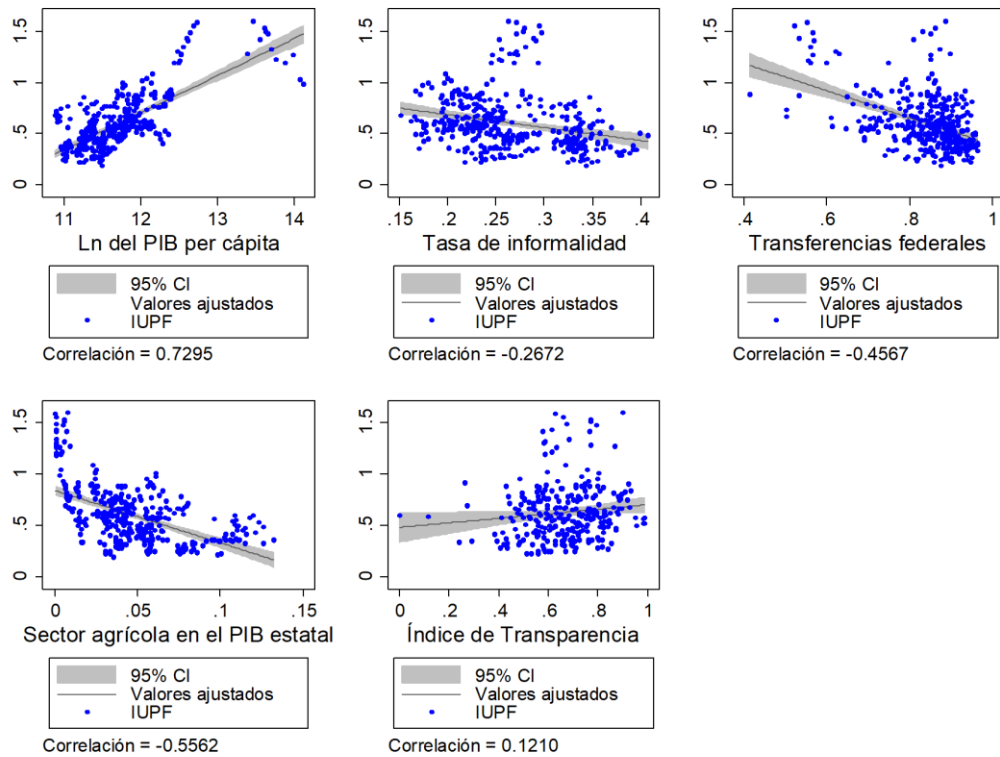 0 .5 1 1.5
11 12 13 14
Ln del PIB per cápita
95% CI
Valores ajustados
IUPF
Correlación = 0.7295
0 .5 1 1.5
.15 .2 .25 .3 .35 .4
Tasa de informalidad
95% CI
Valores ajustados
IUPF
Correlación = -0.2672
0 .5 1 1.5
.4 .6 .8 1
Transferencias federales
95% CI
Valores ajustados
IUPF
Correlación = -0.4567
0 .5 1 1.5
0 .05 .1 .15
Sector agrícola en el PIB estatal
95% CI
Valores ajustados
IUPF
Correlación = -0.5562
0 .5 1 1.5
0 .2 .4 .6 .8 1
Índice de Transparencia
95% CI
Valores ajustados
IUPF
Correlación = 0.1210